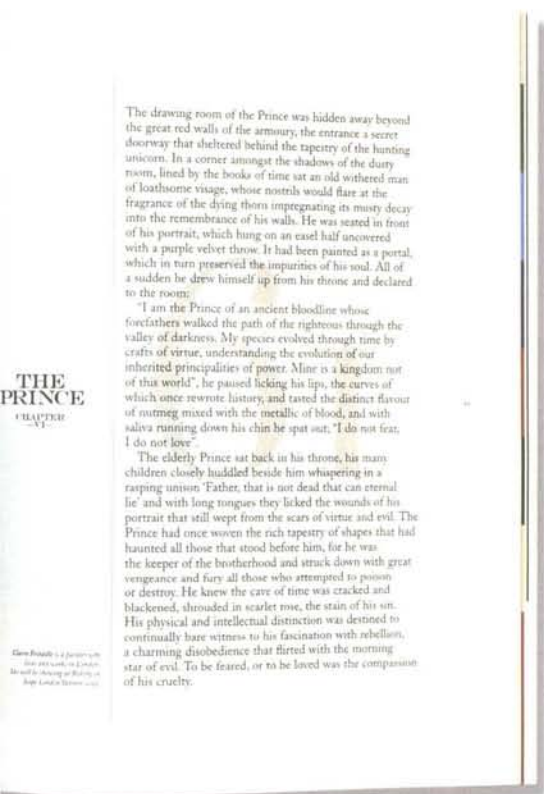 The drawing room of the Prince was hidden away beyond
the great red walls of the armoury, the entrance a secret
doorway that sheltered behind the tapestry of the hunting
unicorn. In a corner amongst the shadows of the dusty
room, lined by the books of time sat an old withered man
of loathsome visage, whose nostrils would flare at the
fragrance of the dying thorn impregnating its musty decay
into the remembrance of his walls. He was seated in front
of his portrait, which hung on an easel half uncovered
with a purple velvet throw. It had been painted as a portal,
which in turn preserved the impurities of his soul. All of
a sudden he drew himself up from his throne and declared
to the room;
"I am the Prince of an ancient bloodline whose
forefathers walked the path of the righteous through the
valley of darkness. My species evolved through time by
crafts of virtue, understanding the evolution of our
inherited principalities of power. Mine is a kingdom not
of this world", he paused licking his lips, the curves of
which once rewrote history, and tasted the distinct flavour
of nutmeg mixed with the metallic of blood, and with
saliva running down his chin he spat out, "I do not fear,
I do not love".
The elderly Prince sat back in his throne, his many
children closely huddled beside him whispering in a
rasping unison 'Father, that is not dead that can eternal
lie' and with long tongues they licked the wounds of his
portrait that still wept from the scars of virtue and evil. The
Prince had once woven the rich tapestry of shapes that had
haunted all those that stood before him, for he was
the keeper of the brotherhood and struck down with great
vengeance and fury all those who attempted to poison
or destroy. He knew the cave of time was cracked and
blackened, shrouded in scarlet rose, the stain of his sin.
His physical and intellectual distinction was destined to
continually bare witness to his fascination with rebellion,
a charming disobedience that flirted with the morning
star of evil. To be feared, or to be loved was the compassion
of his cruelty.
THE
PRINCE
CHAPTER
–VI–
is a painter who
lives and works in London.
He will be showing at
London